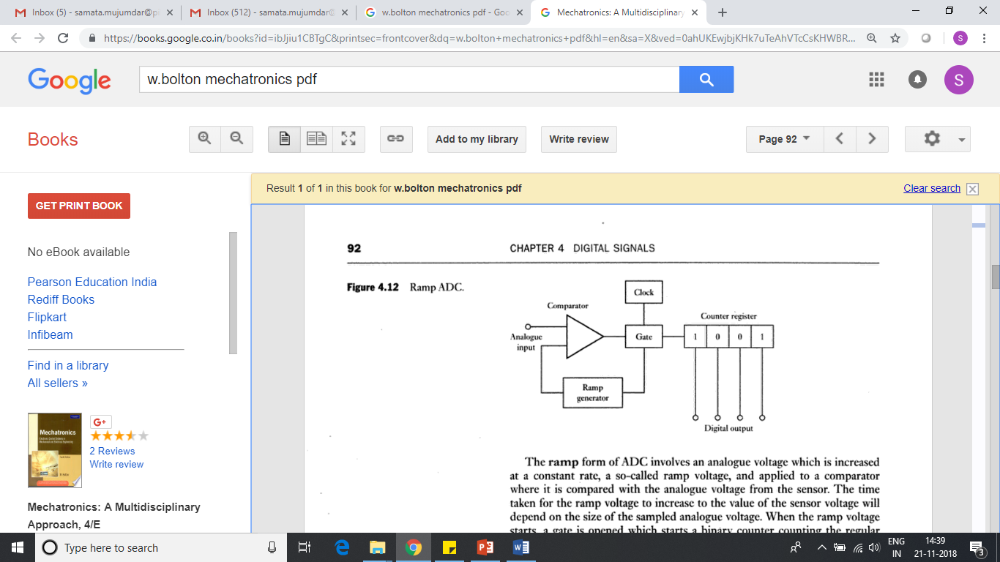 Inbox (5) - samata.mujumdar@p
Inbox (512) - samata.mujumdar@
w.bolton mechatronics pdf - Goo
Mechatronics: A Multidisciplinary
https://books.google.co.in/books?id=ibJjiu1CBTgC&printsec=frontcover&dq=w.bolton+mechatronics+pdf&hl=en&sa=X&ved=0ahUKEwjbjKHk7uTeAhVTcCsKHWBR...
S
Google
w.bolton mechatronics pdf
S
Books
Add to my library
Write review
Page 92
Result 1 of 1 in this book for w.bolton mechatronics pdf
Clear search
GET PRINT BOOK
No eBook available
Pearson Education India
Rediff Books
Flipkart
Infibeam
Find in a library
All sellers »
Mechatronics
G+
2 Reviews
Write review
Mechatronics: A Multidisciplinary
Approach, 4/E
92 CHAPTER 4 DIGITAL SIGNALS
Figure 4.12 Ramp ADC.
Clock
Comparator
Counter register
Analogue
input
Gate
1 0 0 1
Ramp
generator
Digital output
The ramp form of ADC involves an analogue voltage which is increased
at a constant rate, a so-called ramp voltage, and applied to a comparator
where it is compared with the analogue voltage from the sensor. The time
taken for the ramp voltage to increase to the value of the sensor voltage will
depend on the size of the sampled analogue voltage. When the ramp voltage
starts, a gate is opened which starts a binary counter counting the regular
Type here to search
ENG
IN
14:39
21-11-2018
3